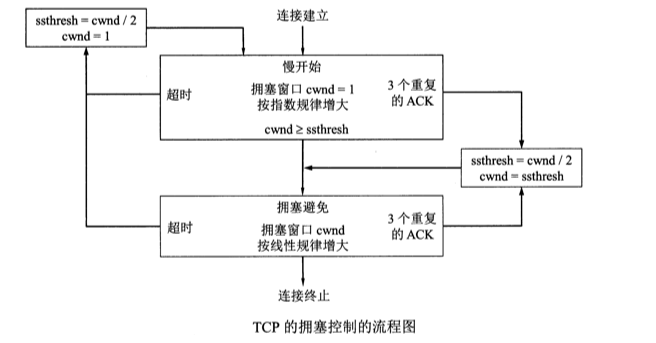 连接建立
ssthresh = cwnd / 2
cwnd = 1
慢开始
超时
拥塞窗口 cwnd = 1
按指数规律增大
3 个重复
的 ACK
cwnd ≥ ssthresh
ssthresh = cwnd / 2
cwnd = ssthresh
拥塞避免
超时
拥塞窗口 cwnd
按线性规律增大
3 个重复
的 ACK
连接终止
TCP 的拥塞控制的流程图